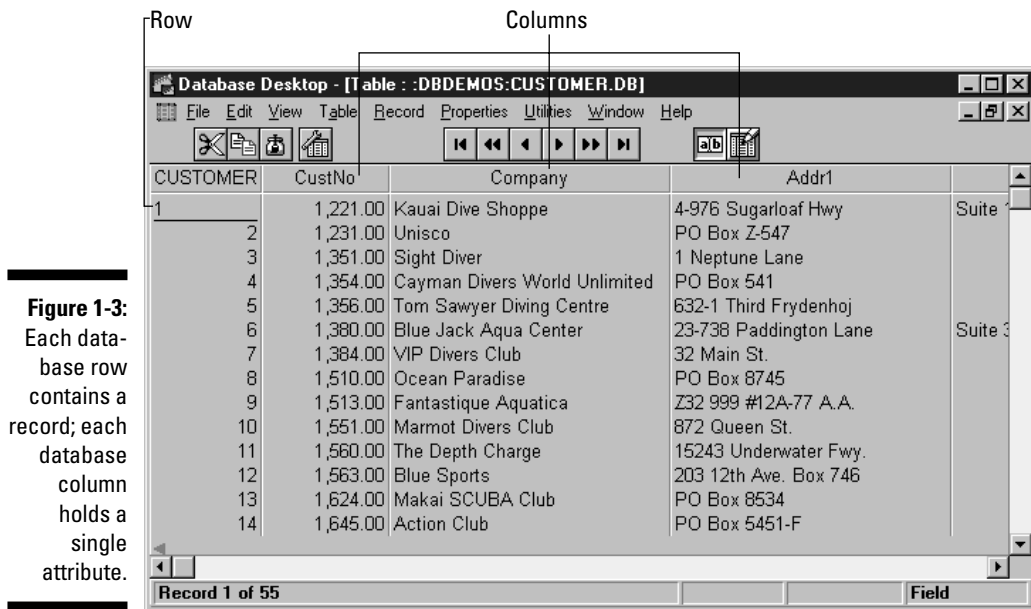 Row Columns
Database Desktop - [Table : :DBDEMOS:CUSTOMER.DB]
File Edit View Table Record Properties Utilities Window Help
a b
CUSTOMER CustNo Company Addr1
1 1,221.00 Kauai Dive Shoppe 4-976 Sugarloaf Hwy Suite
2 1,231.00 Unisco PO Box Z-547
3 1,351.00 Sight Diver 1 Neptune Lane
4 1,354.00 Cayman Divers World Unlimited PO Box 541
5 1,356.00 Tom Sawyer Diving Centre 632-1 Third Frydenhoj
6 1,380.00 Blue Jack Aqua Center 23-738 Paddington Lane Suite
7 1,384.00 VIP Divers Club 32 Main St.
8 1,510.00 Ocean Paradise PO Box 8745
9 1,513.00 Fantastique Aquatica Z32 999 #12A-77 A.A.
10 1,551.00 Marmot Divers Club 872 Queen St.
11 1,560.00 The Depth Charge 15243 Underwater Fwy.
12 1,563.00 Blue Sports 203 12th Ave. Box 746
13 1,624.00 Makai SCUBA Club PO Box 8534
14 1,645.00 Action Club PO Box 5451-F
Record 1 of 55 Field
Figure 1-3:
Each data-
base row
contains a
record; each
database
column
holds a
single
attribute.